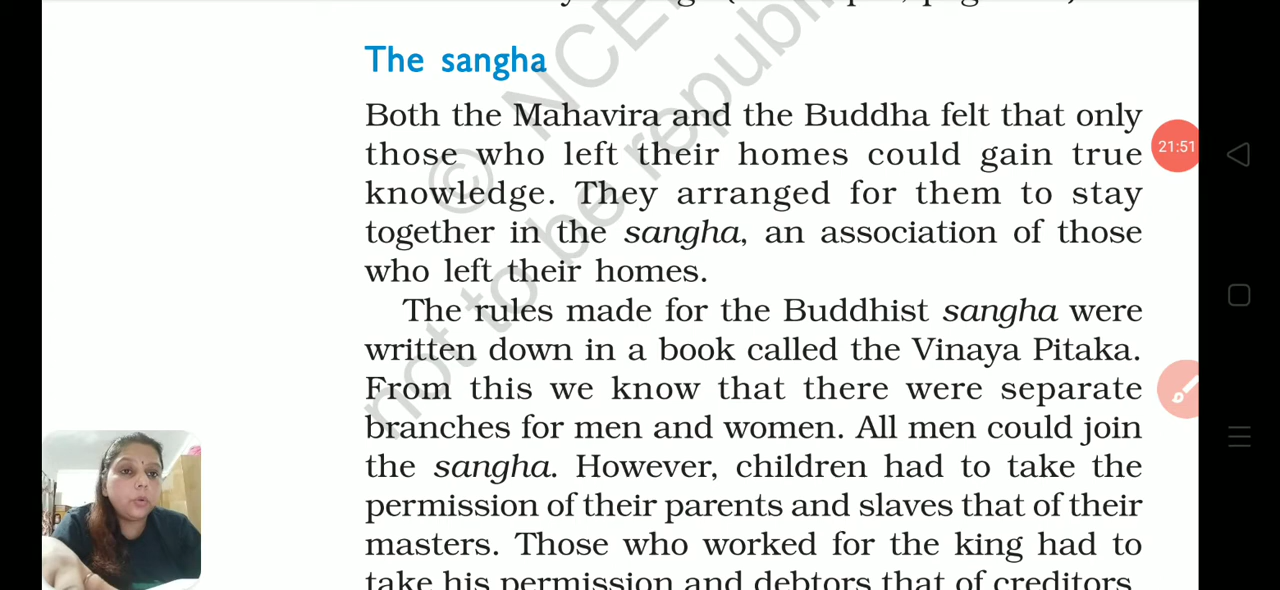 The sangha
Both the Mahavira and the Buddha felt that only
those who left their homes could gain true
knowledge. They arranged for them to stay
together in the sangha, an association of those
who left their homes.
The rules made for the Buddhist sangha were
written down in a book called the Vinaya Pitaka.
From this we know that there were separate
branches for men and women. All men could join
the sangha. However, children had to take the
permission of their parents and slaves that of their
masters. Those who worked for the king had to
take his permission and debtors that of creditors.
21:51
© NCE
not to be republi